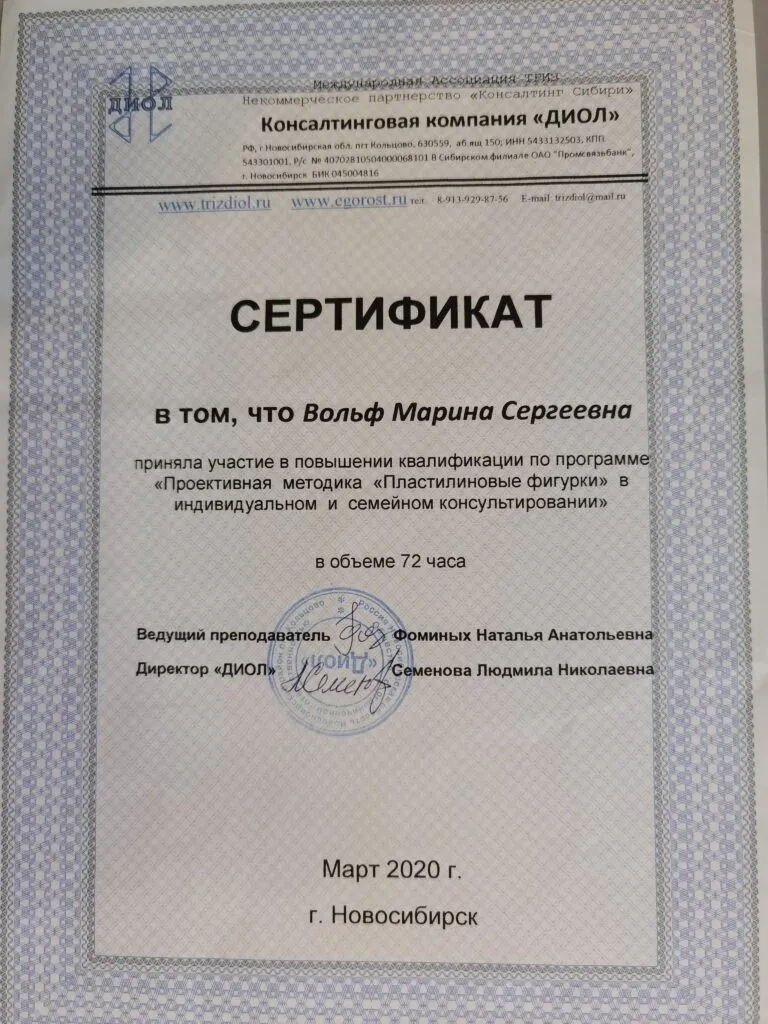 ДИОЛ
Международная Ассоциация ТРИЗ
Некоммерческое партнерство «Консалтинг Сибири»
Консалтинговая компания «ДИОЛ»
РФ, г.Новосибирская обл. пгт Кольцово, 630559, аб.ящ 150; ИНН 5433132503, КПП
543301001, Р/с № 40702810504000068101 В Сибирском филиале ОАО "Промсвязьбанк",
г. Новосибирск БИК 045004816
www.trizdiol.ru www.egorost.ru тел. 8-913-929-87-56 E-mail: trizdiol@mail.ru
СЕРТИФИКАТ
в том, что Вольф Марина Сергеевна
приняла участие в повышении квалификации по программе
«Проективная методика «Пластилиновые фигурки» в
индивидуальном и семейном консультировании»
в объеме 72 часа
Ведущий преподаватель Фоминых Наталья Анатольевна
Директор «ДИОЛ» Семенова Людмила Николаевна
«Диол»
Март 2020 г.
г. Новосибирск